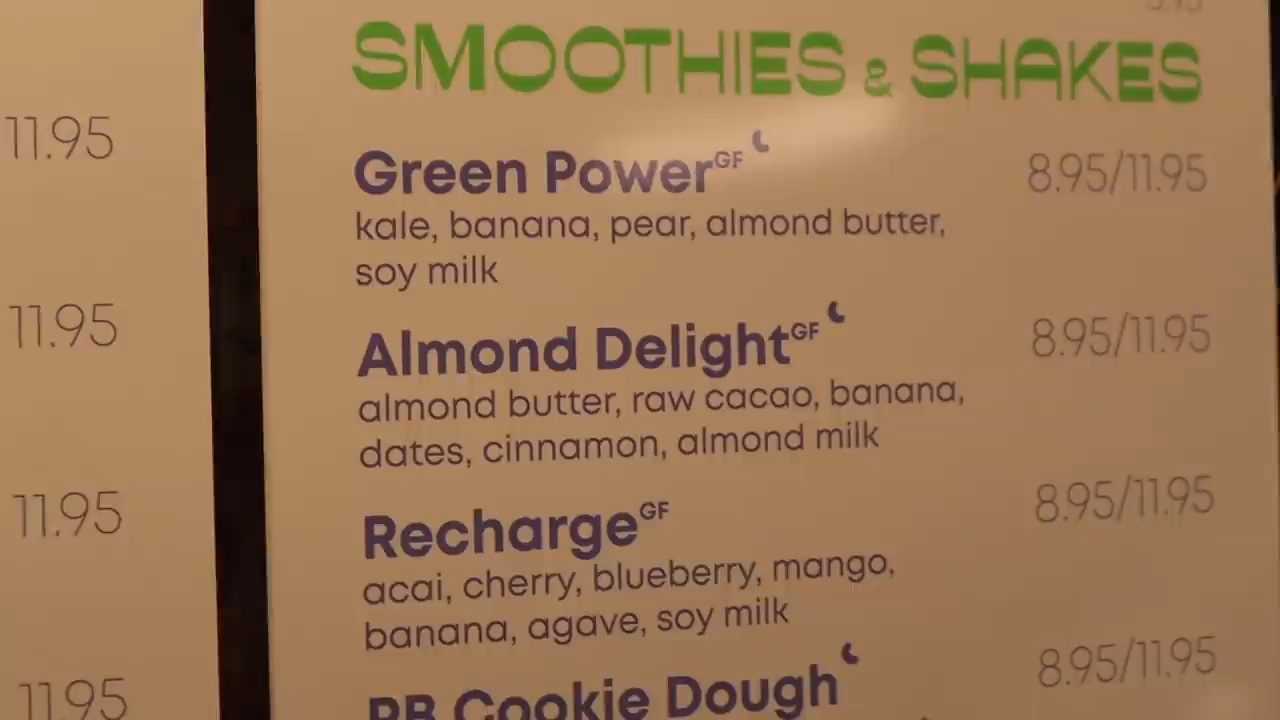 11.95
11.95
11.95
11.95
SMOOTHIES & SHAKES
Green Power GF 8.95/11.95
kale, banana, pear, almond butter,
soy milk
Almond Delight GF 8.95/11.95
almond butter, raw cacao, banana,
dates, cinnamon, almond milk
Recharge GF 8.95/11.95
acai, cherry, blueberry, mango,
banana, agave, soy milk
PB Cookie Dough 8.95/11.95